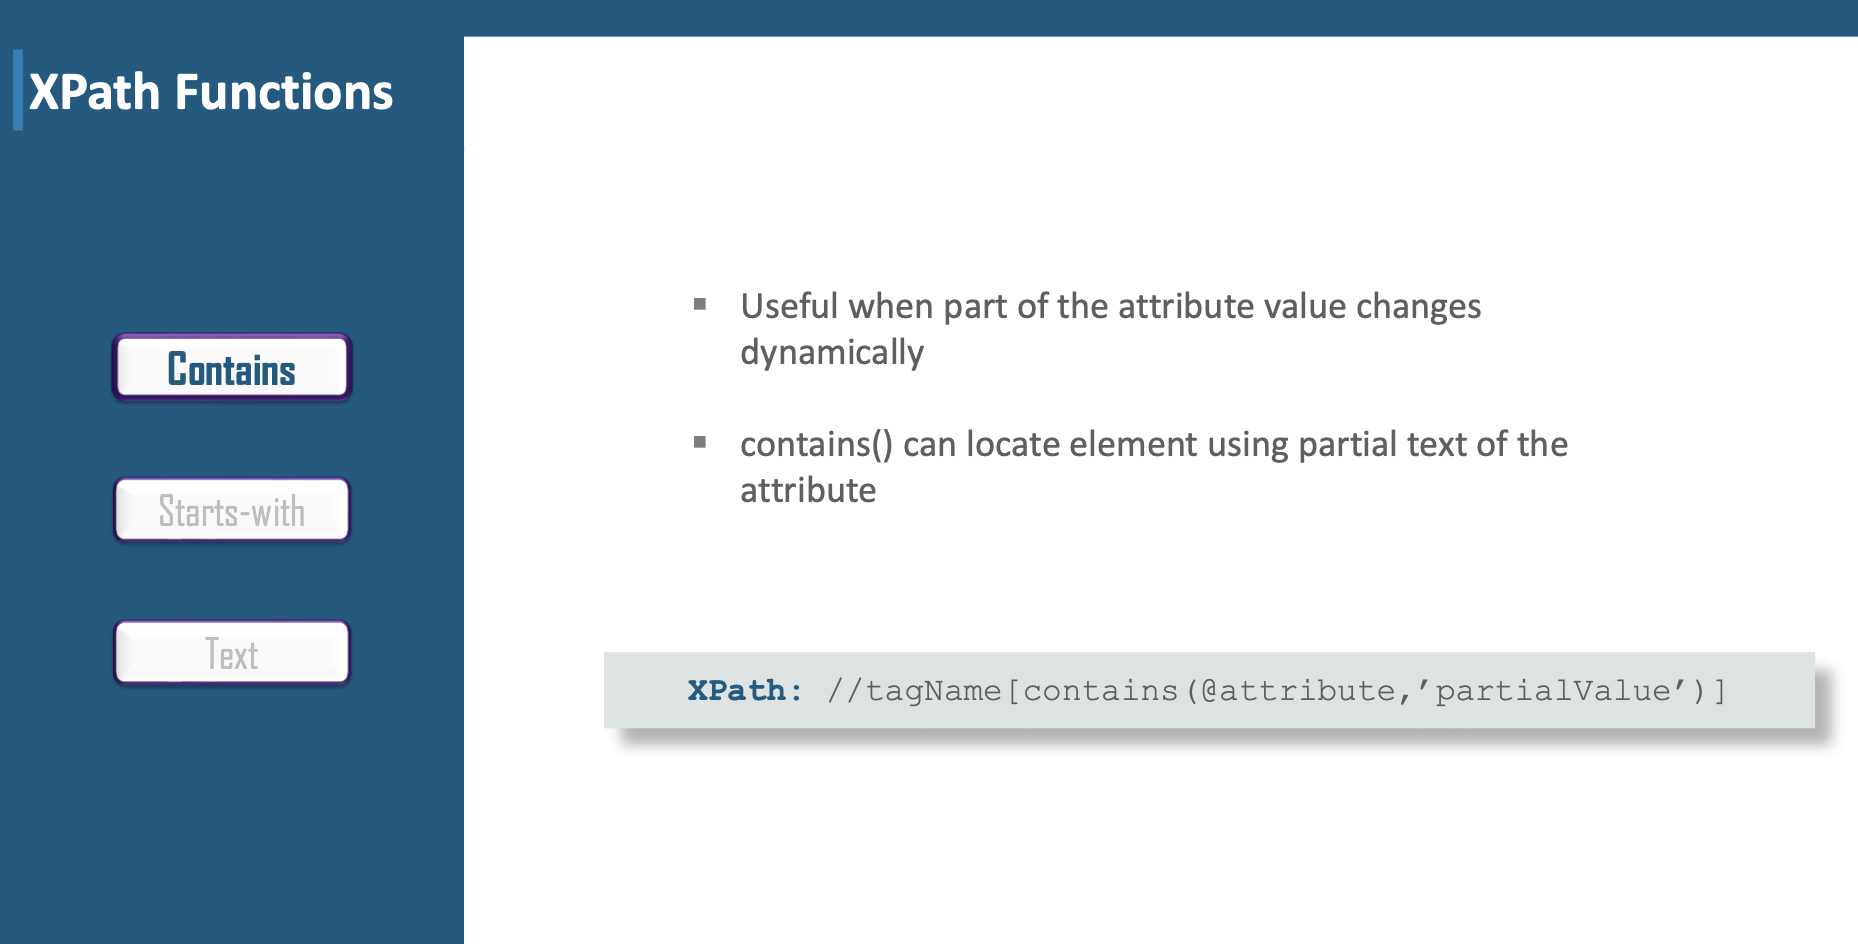 XPath Functions
Contains
Starts-with
Text
▪ Useful when part of the attribute value changes
dynamically
▪ contains() can locate element using partial text of the
attribute
XPath: //tagName[contains(@attribute,’partialValue’)]